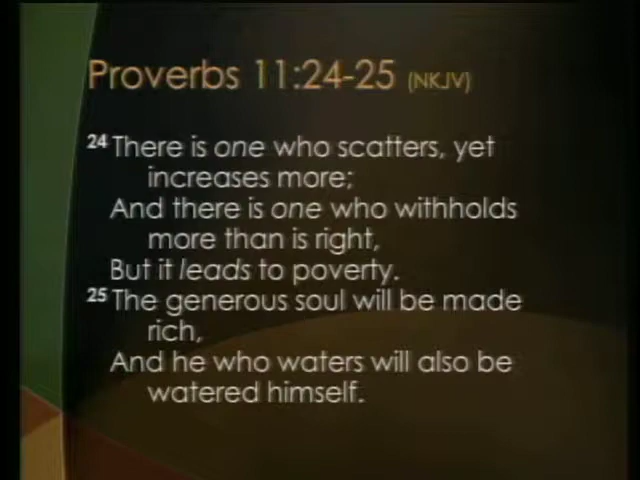 Proverbs 11:24-25 (NKJV)
24 There is one who scatters, yet
increases more;
And there is one who withholds
more than is right,
But it leads to poverty.
25 The generous soul will be made
rich,
And he who waters will also be
watered himself.